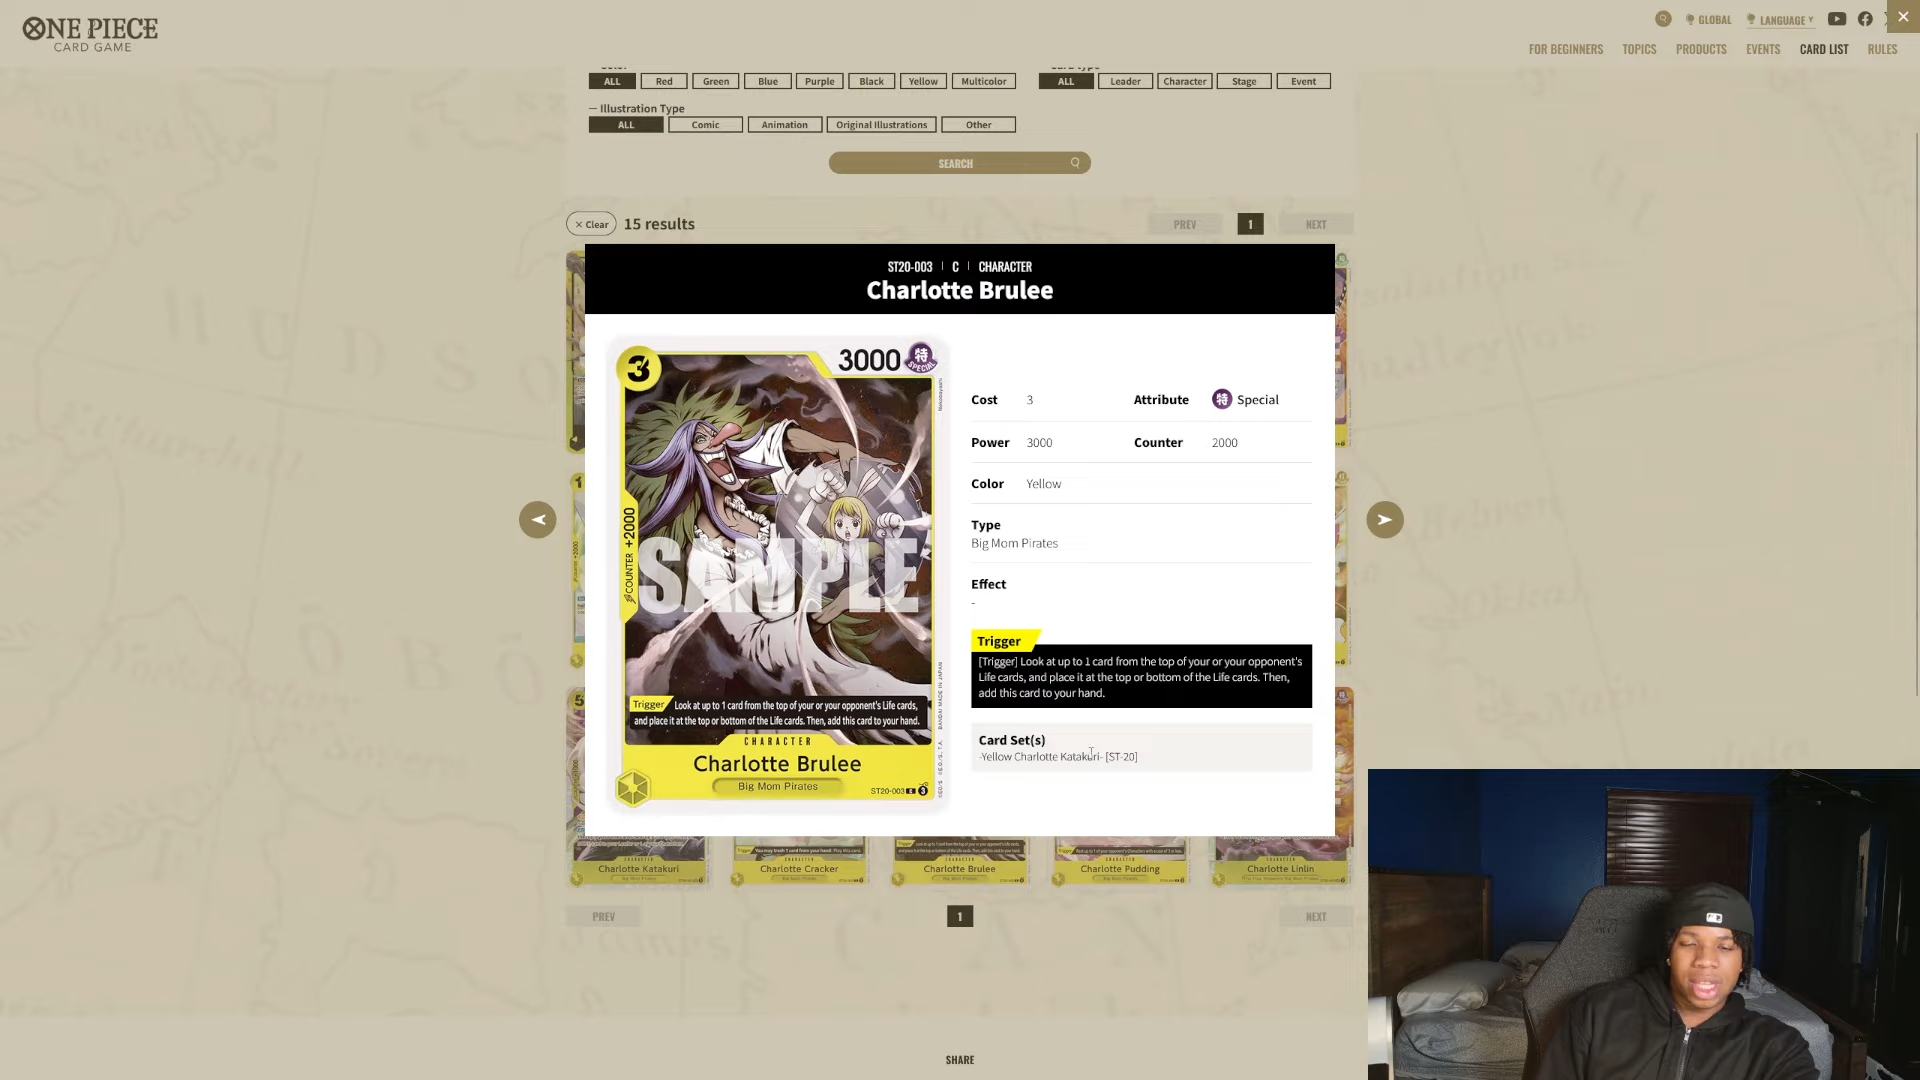 ONE PIECE
CARD GAME
GLOBAL
LANGUAGE
FOR BEGINNERS
TOPICS
PRODUCTS
EVENTS
CARD LIST
RULES
ALL
Red
Green
Blue
Purple
Black
Yellow
Multicolor
ALL
Leader
Character
Stage
Event
— Illustration Type
ALL
Comic
Animation
Original Illustrations
Other
SEARCH
× Clear
15 results
PREV
1
NEXT
ST20-003 | C | CHARACTER
Charlotte Brulee
3
3000
特
SPECIAL
COUNTER +2000
SAMPLE
Trigger Look at up to 1 card from the top of your or your opponent's Life cards,
and place it at the top or bottom of the Life cards. Then, add this card to your hand.
CHARACTER
Charlotte Brulee
Big Mom Pirates
ST20-003 C
Cost 3
Attribute 特 Special
Power 3000
Counter 2000
Color Yellow
Type
Big Mom Pirates
Effect
-
Trigger
[Trigger] Look at up to 1 card from the top of your or your opponent's
Life cards, and place it at the top or bottom of the Life cards. Then,
add this card to your hand.
Card Set(s)
-Yellow Charlotte Katakuri- [ST-20]
CHARACTER
Charlotte Katakuri
CHARACTER
Charlotte Cracker
CHARACTER
Charlotte Brulee
CHARACTER
Charlotte Pudding
CHARACTER
Charlotte Linlin
PREV
1
NEXT
SHARE